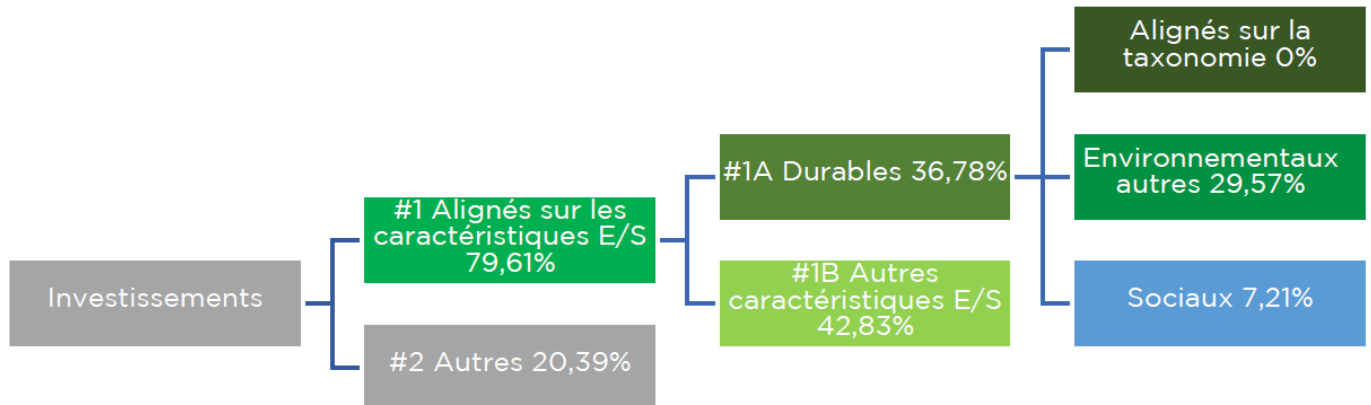 Investissements
#1 Alignés sur les
caractéristiques E/S
79,61%
#2 Autres 20,39%
#1A Durables 36,78%
#1B Autres
caractéristiques E/S
42,83%
Alignés sur la
taxonomie 0%
Environnementaux
autres 29,57%
Sociaux 7,21%